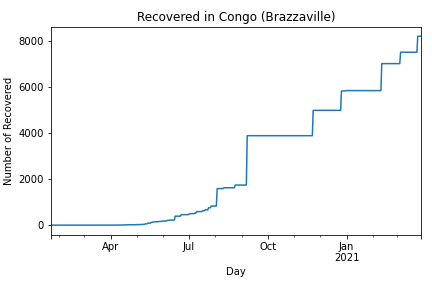 Recovered in Congo (Brazzaville)
Number of Recovered
8000
6000
4000
2000
0
Apr
Jul
Oct
Jan
2021
Day